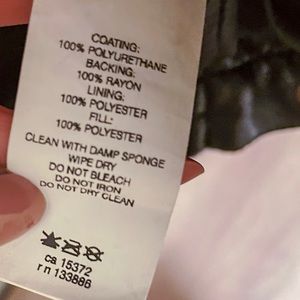 COATING:
100% POLYURETHANE
BACKING:
100% RAYON
LINING:
100% POLYESTER
FILL:
100% POLYESTER
CLEAN WITH DAMP SPONGE
WIPE DRY
DO NOT BLEACH
DO NOT IRON
DO NOT DRY CLEAN
ca 15372
r n 133886